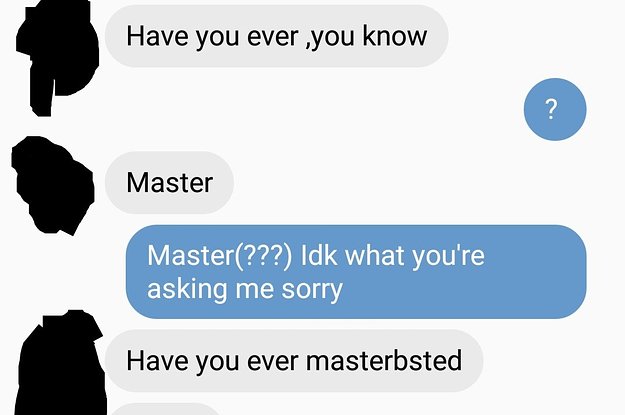 Have you ever ,you know
?
Master
Master(???) Idk what you're
asking me sorry
Have you ever masterbsted